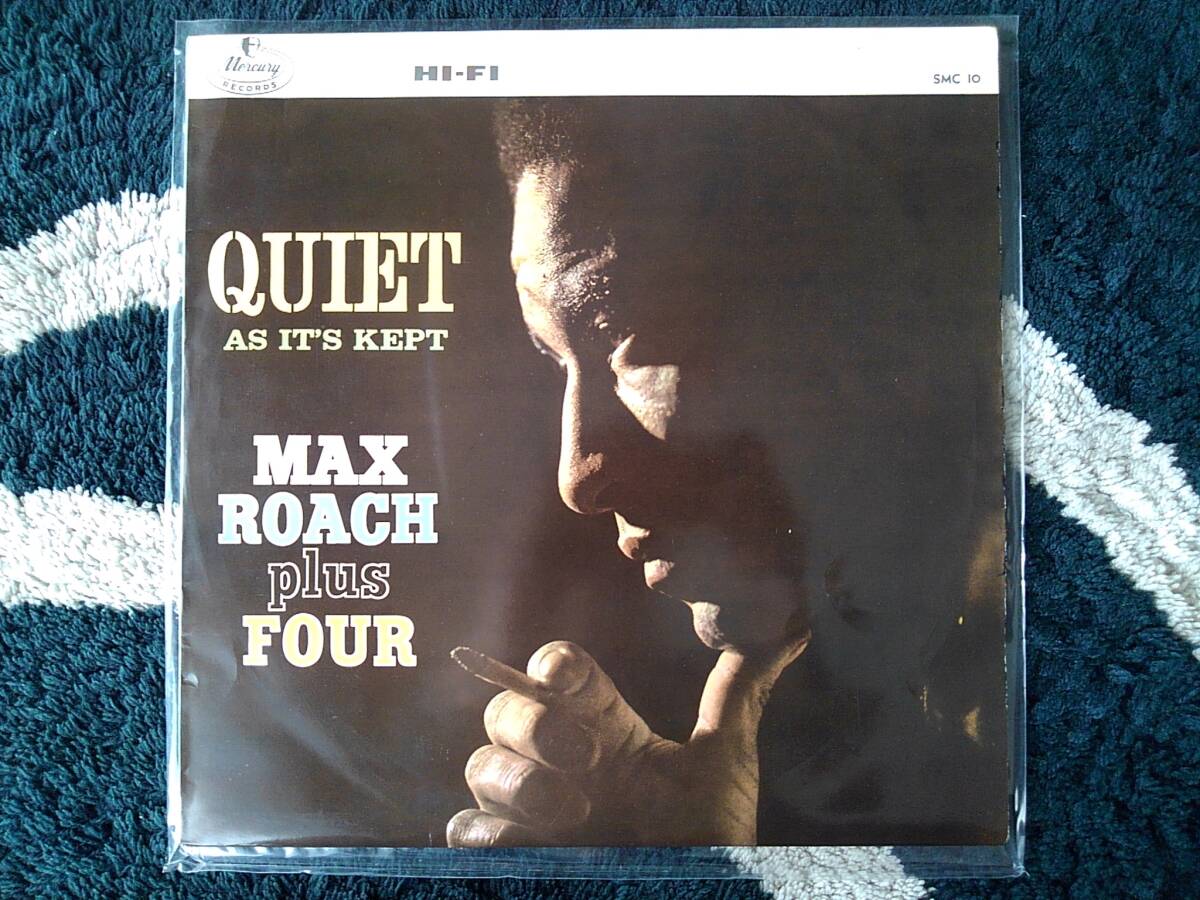 Mercury
RECORDS
HI-FI
SMC 10
QUIET
AS IT'S KEPT
MAX
ROACH
plus
FOUR